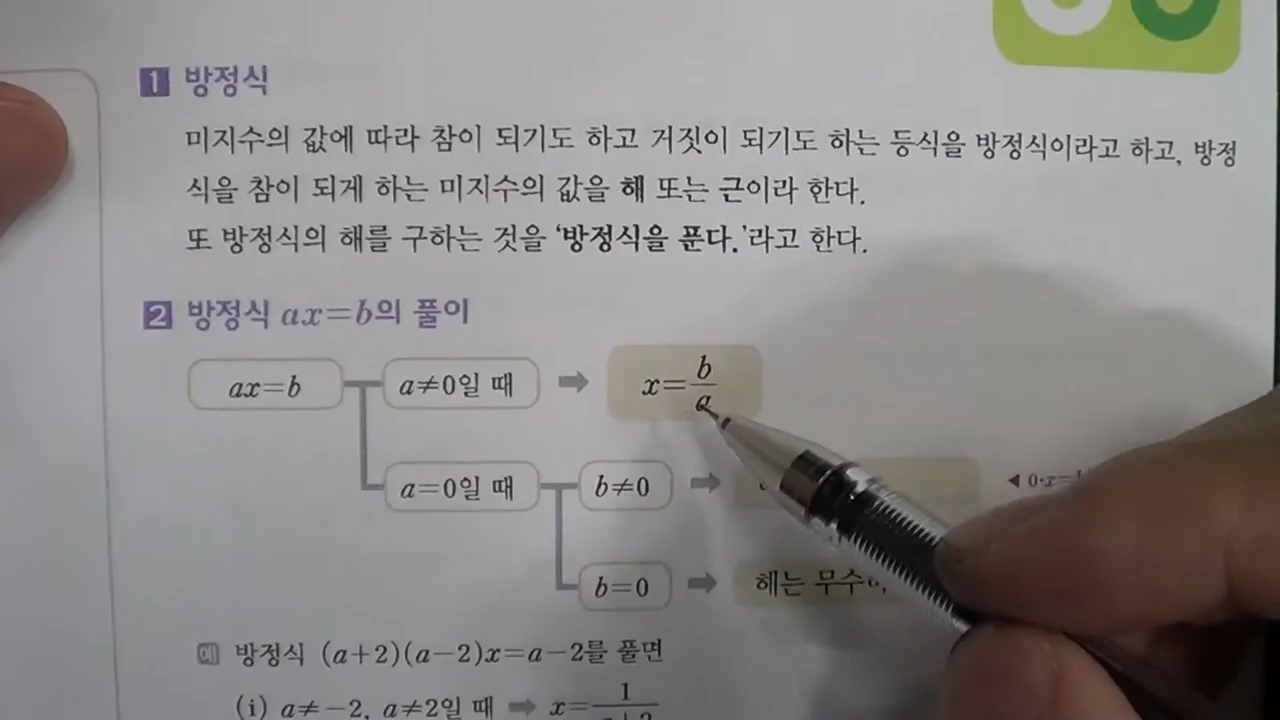 1 방정식
미지수의 값에 따라 참이 되기도 하고 거짓이 되기도 하는 등식을 방정식이라고 하고, 방정
식을 참이 되게 하는 미지수의 값을 해 또는 근이라 한다.
또 방정식의 해를 구하는 것을 ‘방정식을 푼다.’라고 한다.
2 방정식 ax=b의 풀이
ax=b a≠0일 때 ➡ x=b/a
a=0일 때 b≠0 ➡ ◀ 0·x=
b=0 ➡ 해는 무수
예 방정식 (a+2)(a-2)x=a-2를 풀면
(i) a≠-2, a≠2일 때 ➡ x=1/